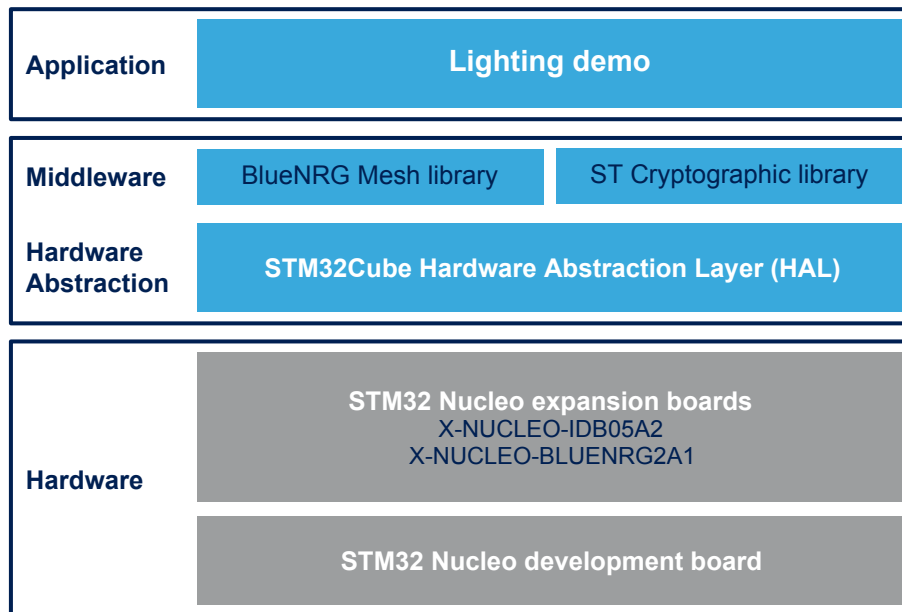 Application
Lighting demo
Middleware
BlueNRG Mesh library
ST Cryptographic library
Hardware
Abstraction
STM32Cube Hardware Abstraction Layer (HAL)
Hardware
STM32 Nucleo expansion boards
X-NUCLEO-IDB05A2
X-NUCLEO-BLUENRG2A1
STM32 Nucleo development board